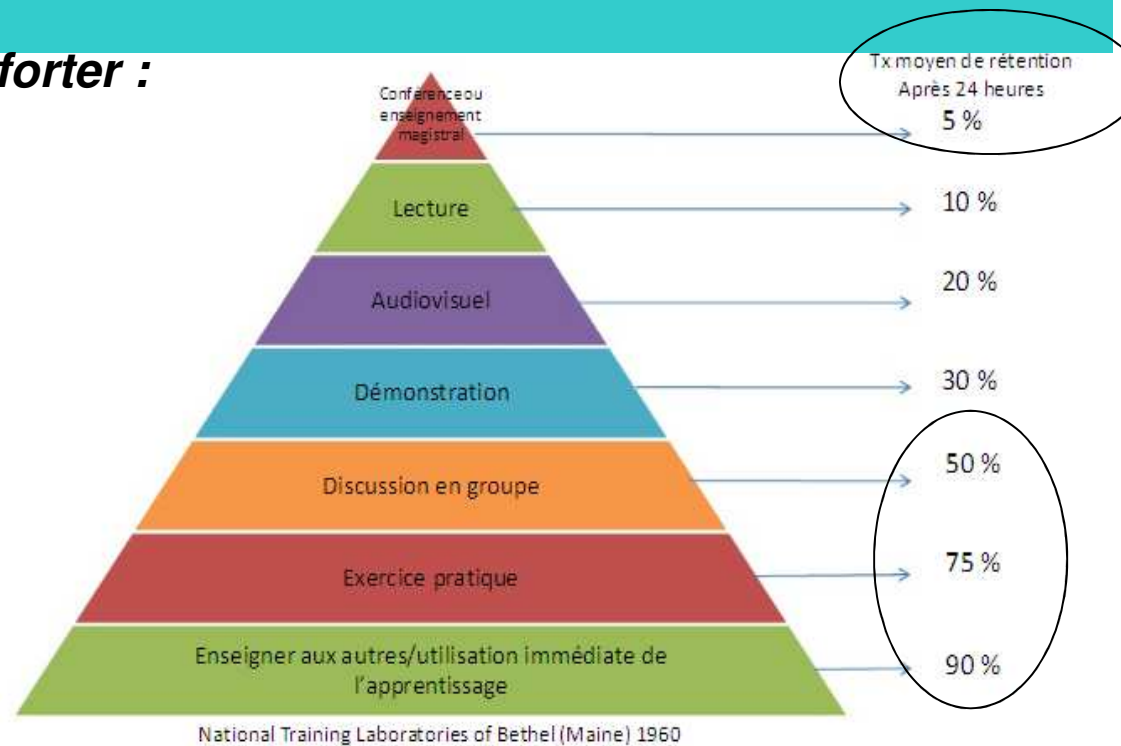 forter :
Tx moyen de rétention
Après 24 heures
5 %
Conférence ou
enseignement
magistral
Lecture
10 %
Audiovisuel
20 %
Démonstration
30 %
Discussion en groupe
50 %
Exercice pratique
75 %
Enseigner aux autres/utilisation immédiate de
l'apprentissage
90 %
National Training Laboratories of Bethel (Maine) 1960